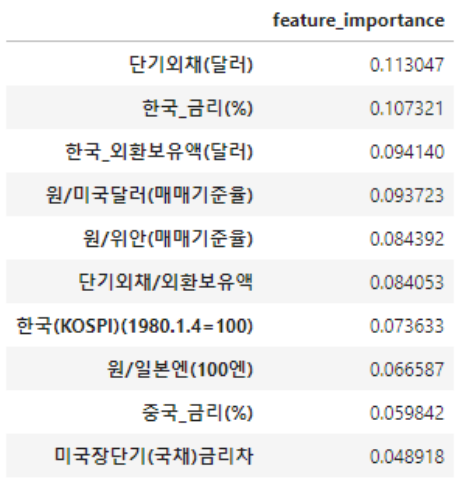 feature_importance
단기외채(달러) 0.113047
한국_금리(%) 0.107321
한국_외환보유액(달러) 0.094140
원/미국달러(매매기준율) 0.093723
원/위안(매매기준율) 0.084392
단기외채/외환보유액 0.084053
한국(KOSPI)(1980.1.4=100) 0.073633
원/일본엔(100엔) 0.066587
중국_금리(%) 0.059842
미국장단기(국채)금리차 0.048918